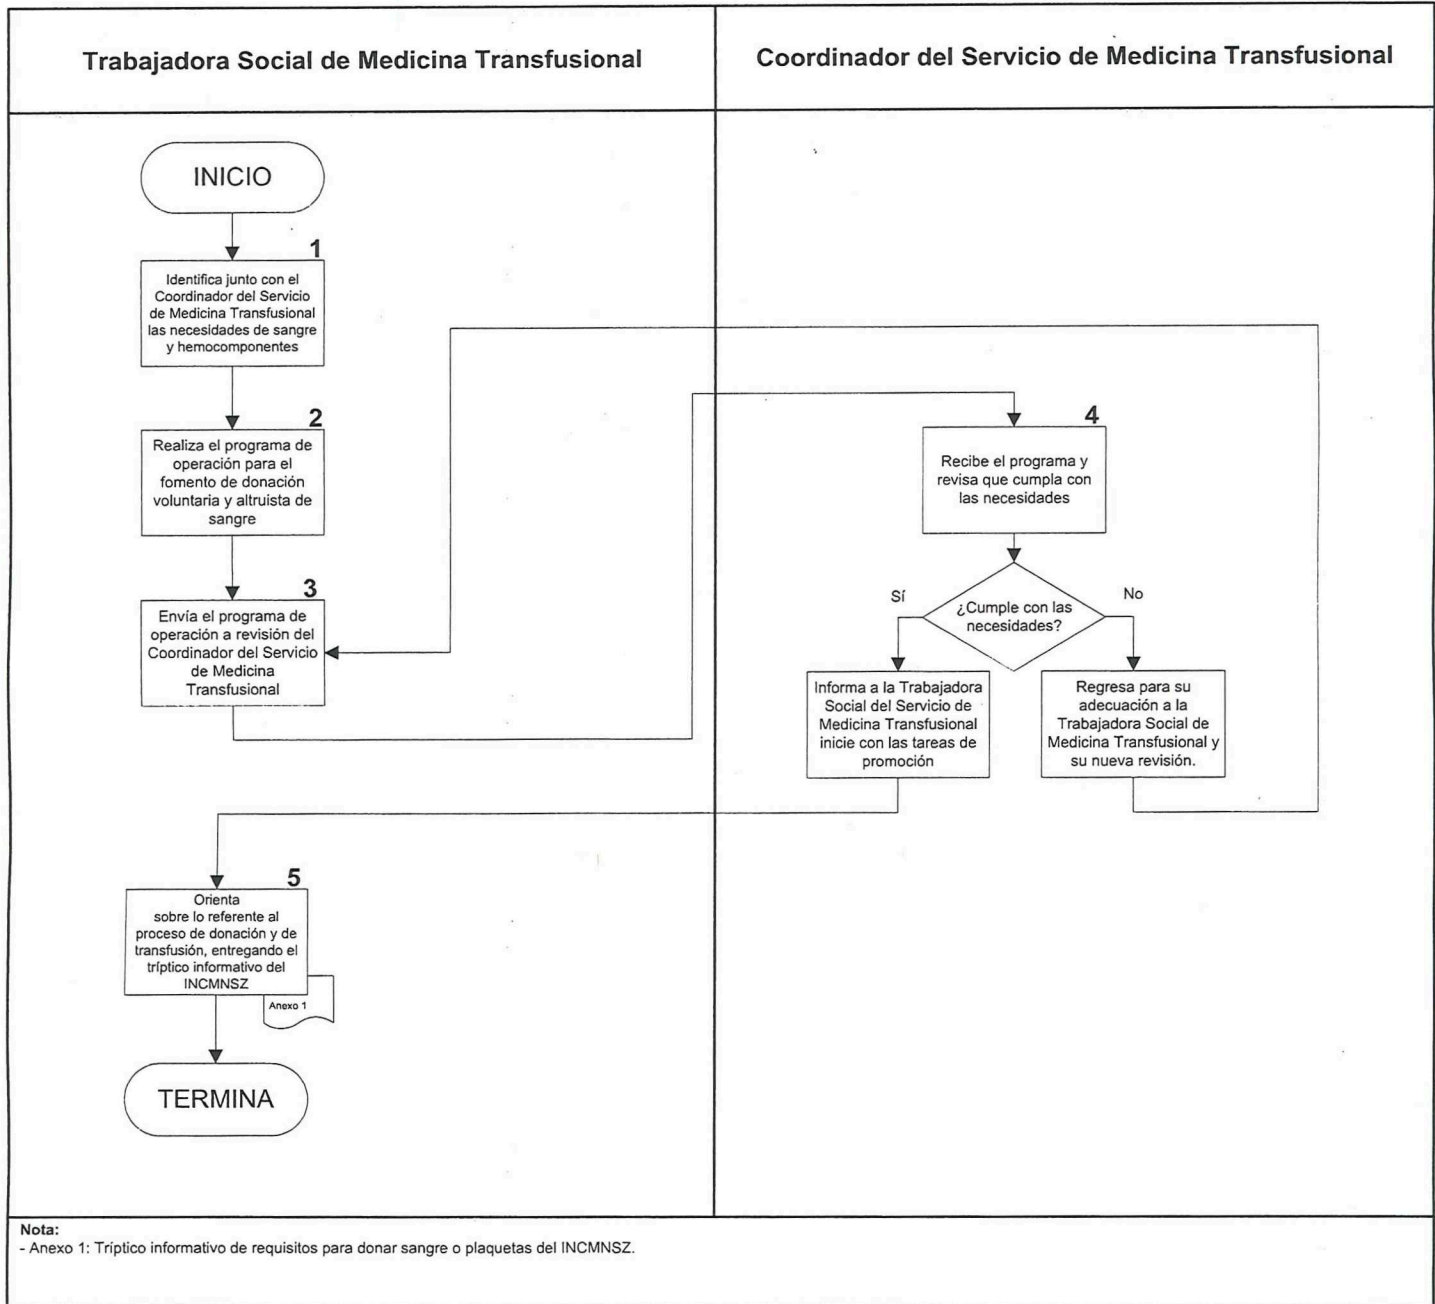 Trabajadora Social de Medicina Transfusional
Coordinador del Servicio de Medicina Transfusional
INICIO
1
Identifica junto con el
Coordinador del Servicio
de Medicina Transfusional
las necesidades de sangre
y hemocomponentes
2
Realiza el programa de
operación para el
fomento de donación
voluntaria y altruista de
sangre
3
Envía el programa de
operación a revisión del
Coordinador del Servicio
de Medicina
Transfusional
4
Recibe el programa y
revisa que cumpla con
las necesidades
¿Cumple con las
necesidades?
Sí
No
Informa a la Trabajadora
Social del Servicio de
Medicina Transfusional
inicie con las tareas de
promoción
Regresa para su
adecuación a la
Trabajadora Social de
Medicina Transfusional y
su nueva revisión.
5
Orienta
sobre lo referente al
proceso de donación y de
transfusión, entregando el
tríptico informativo del
INCMNSZ
Anexo 1
TERMINA
Nota:
- Anexo 1: Tríptico informativo de requisitos para donar sangre o plaquetas del INCMNSZ.